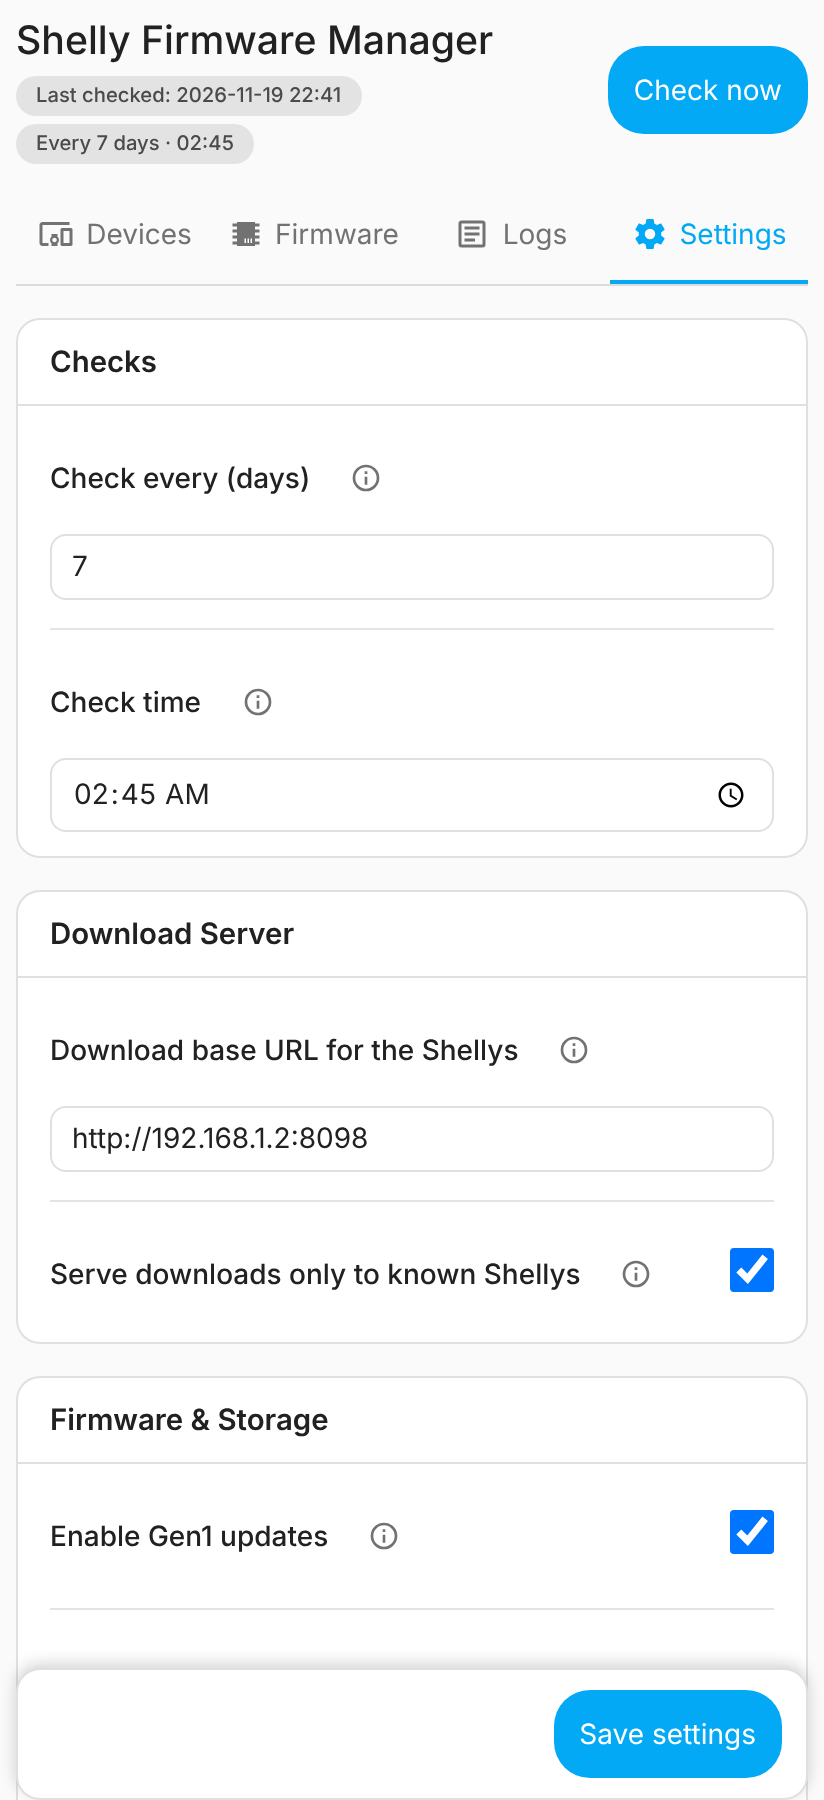 Shelly Firmware Manager
Last checked: 2026-11-19 22:41
Every 7 days · 02:45
Check now
Devices
Firmware
Logs
Settings
Checks
Check every (days)
7
Check time
02:45 AM
Download Server
Download base URL for the Shellys
http://192.168.1.2:8098
Serve downloads only to known Shellys
Firmware & Storage
Enable Gen1 updates
Save settings